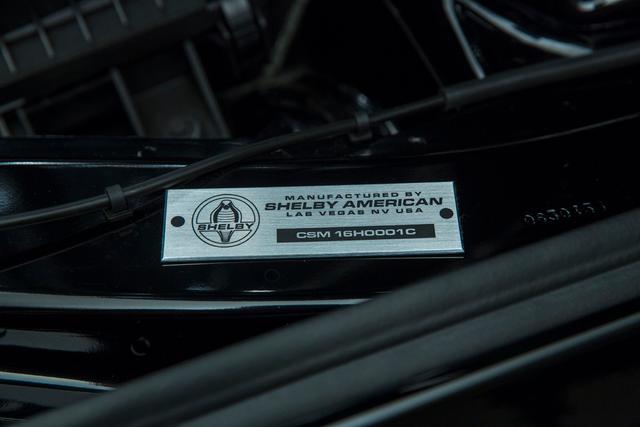 MANUFACTURED BY
SHELBY AMERICAN
LAS VEGAS NV USA
SHELBY
CSM 16H0001C